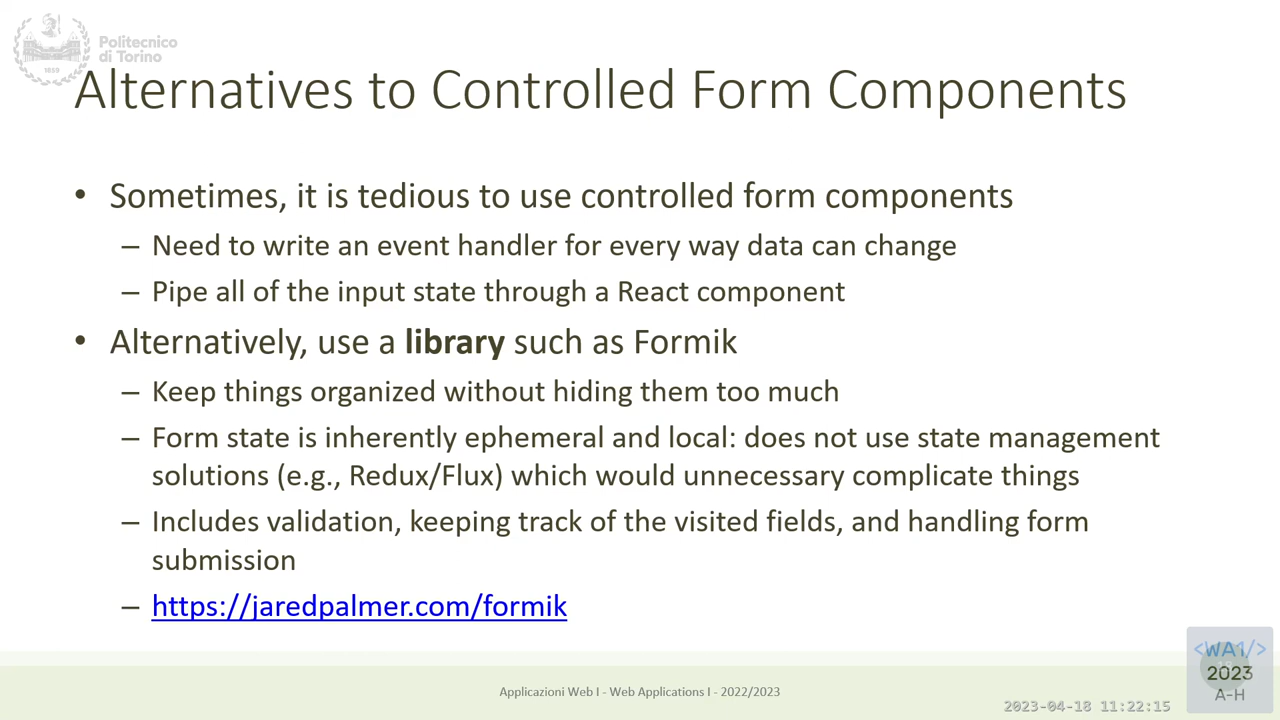 Politecnico
di Torino
1859
Alternatives to Controlled Form Components
• Sometimes, it is tedious to use controlled form components
– Need to write an event handler for every way data can change
– Pipe all of the input state through a React component
• Alternatively, use a library such as Formik
– Keep things organized without hiding them too much
– Form state is inherently ephemeral and local: does not use state management
solutions (e.g., Redux/Flux) which would unnecessary complicate things
– Includes validation, keeping track of the visited fields, and handling form
submission
– https://jaredpalmer.com/formik
Applicazioni Web I - Web Applications I - 2022/2023
<WA1/>
2023
A-H
2023-04-18 11:22:15